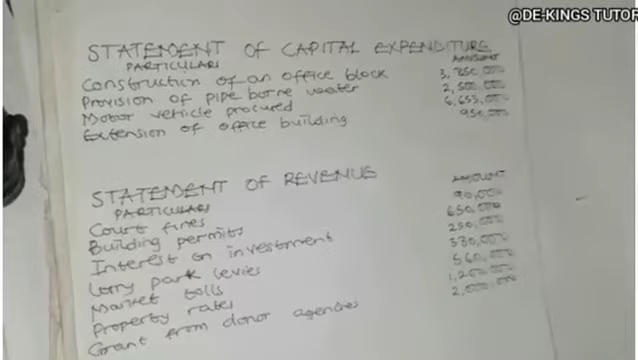 @DE-KINGS TUTOR
STATEMENT OF CAPITAL EXPENDITURE
PARTICULARS AMOUNT
Construction of an office block 3,850,000
Provision of pipe borne water 2,500,000
Motor vehicle procured 6,655,000
Extension of office building 950,000
STATEMENT OF REVENUE
PARTICULARS AMOUNT
Court fines 90,000
Building permits 650,000
Interest on investment 250,000
Lorry park levies 380,000
Market tolls 560,000
Property rates 1,200,000
Grant from donor agencies 2,000,000